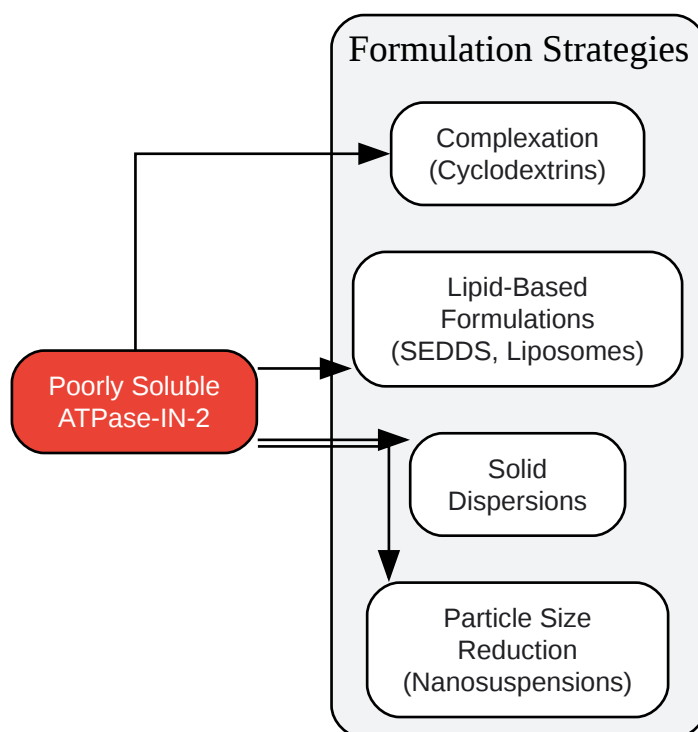 Formulation Strategies
Complexation
(Cyclodextrins)
Lipid-Based
Formulations
(SEDDS, Liposomes)
Poorly Soluble
ATPase-IN-2
Solid
Dispersions
Particle Size
Reduction
(Nanosuspensions)